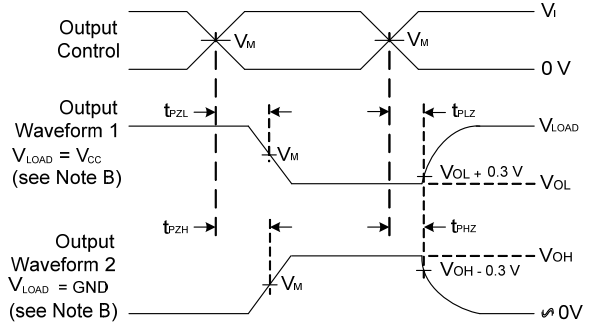 Output
Control
VI
VM
VM
0 V
Output
Waveform 1
VLOAD = VCC
(see Note B)
tPZL
tPLZ
VLOAD
VM
VOL + 0.3 V
VOL
Output
Waveform 2
VLOAD = GND
(see Note B)
tPZH
tPHZ
VOH
VM
VOH - 0.3 V
∽ 0V